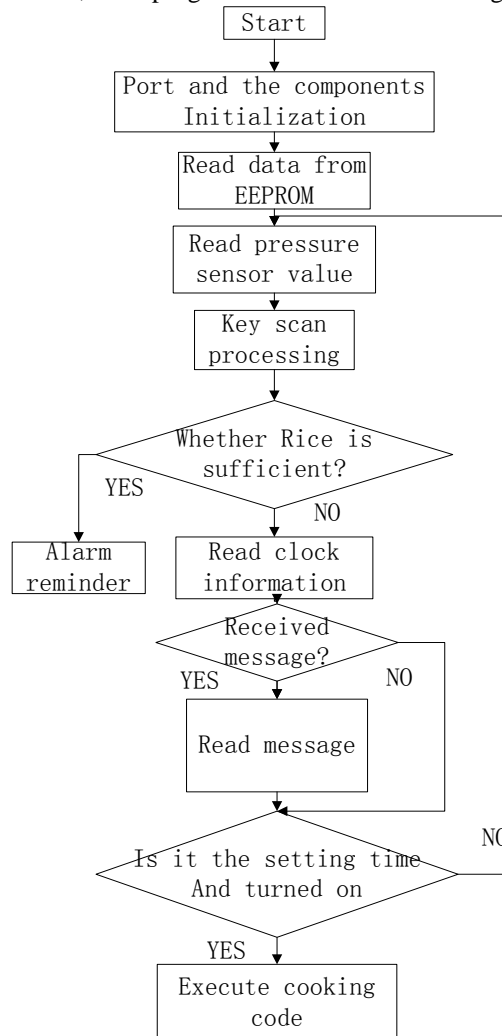 Start
Port and the components
Initialization
Read data from
EEPROM
Read pressure
sensor value
Key scan
processing
Whether Rice is
sufficient?
YES
NO
Alarm
reminder
Read clock
information
Received
message?
YES
NO
Read message
Is it the setting time
And turned on
NO
YES
Execute cooking
code